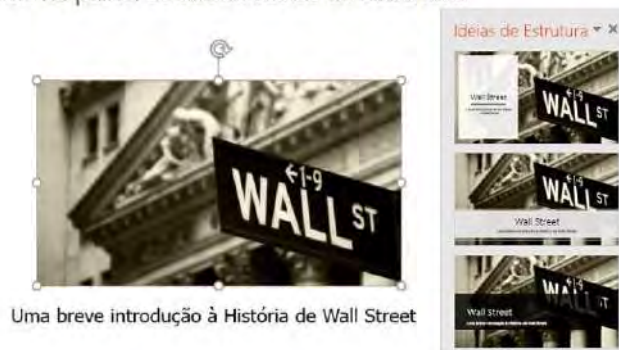 ←1-9
WALL ST
Uma breve introdução à História de Wall Street
Ideias de Estrutura
Wall Street
WALL ST
WALL ST
Wall Street
WALL ST
Wall Street